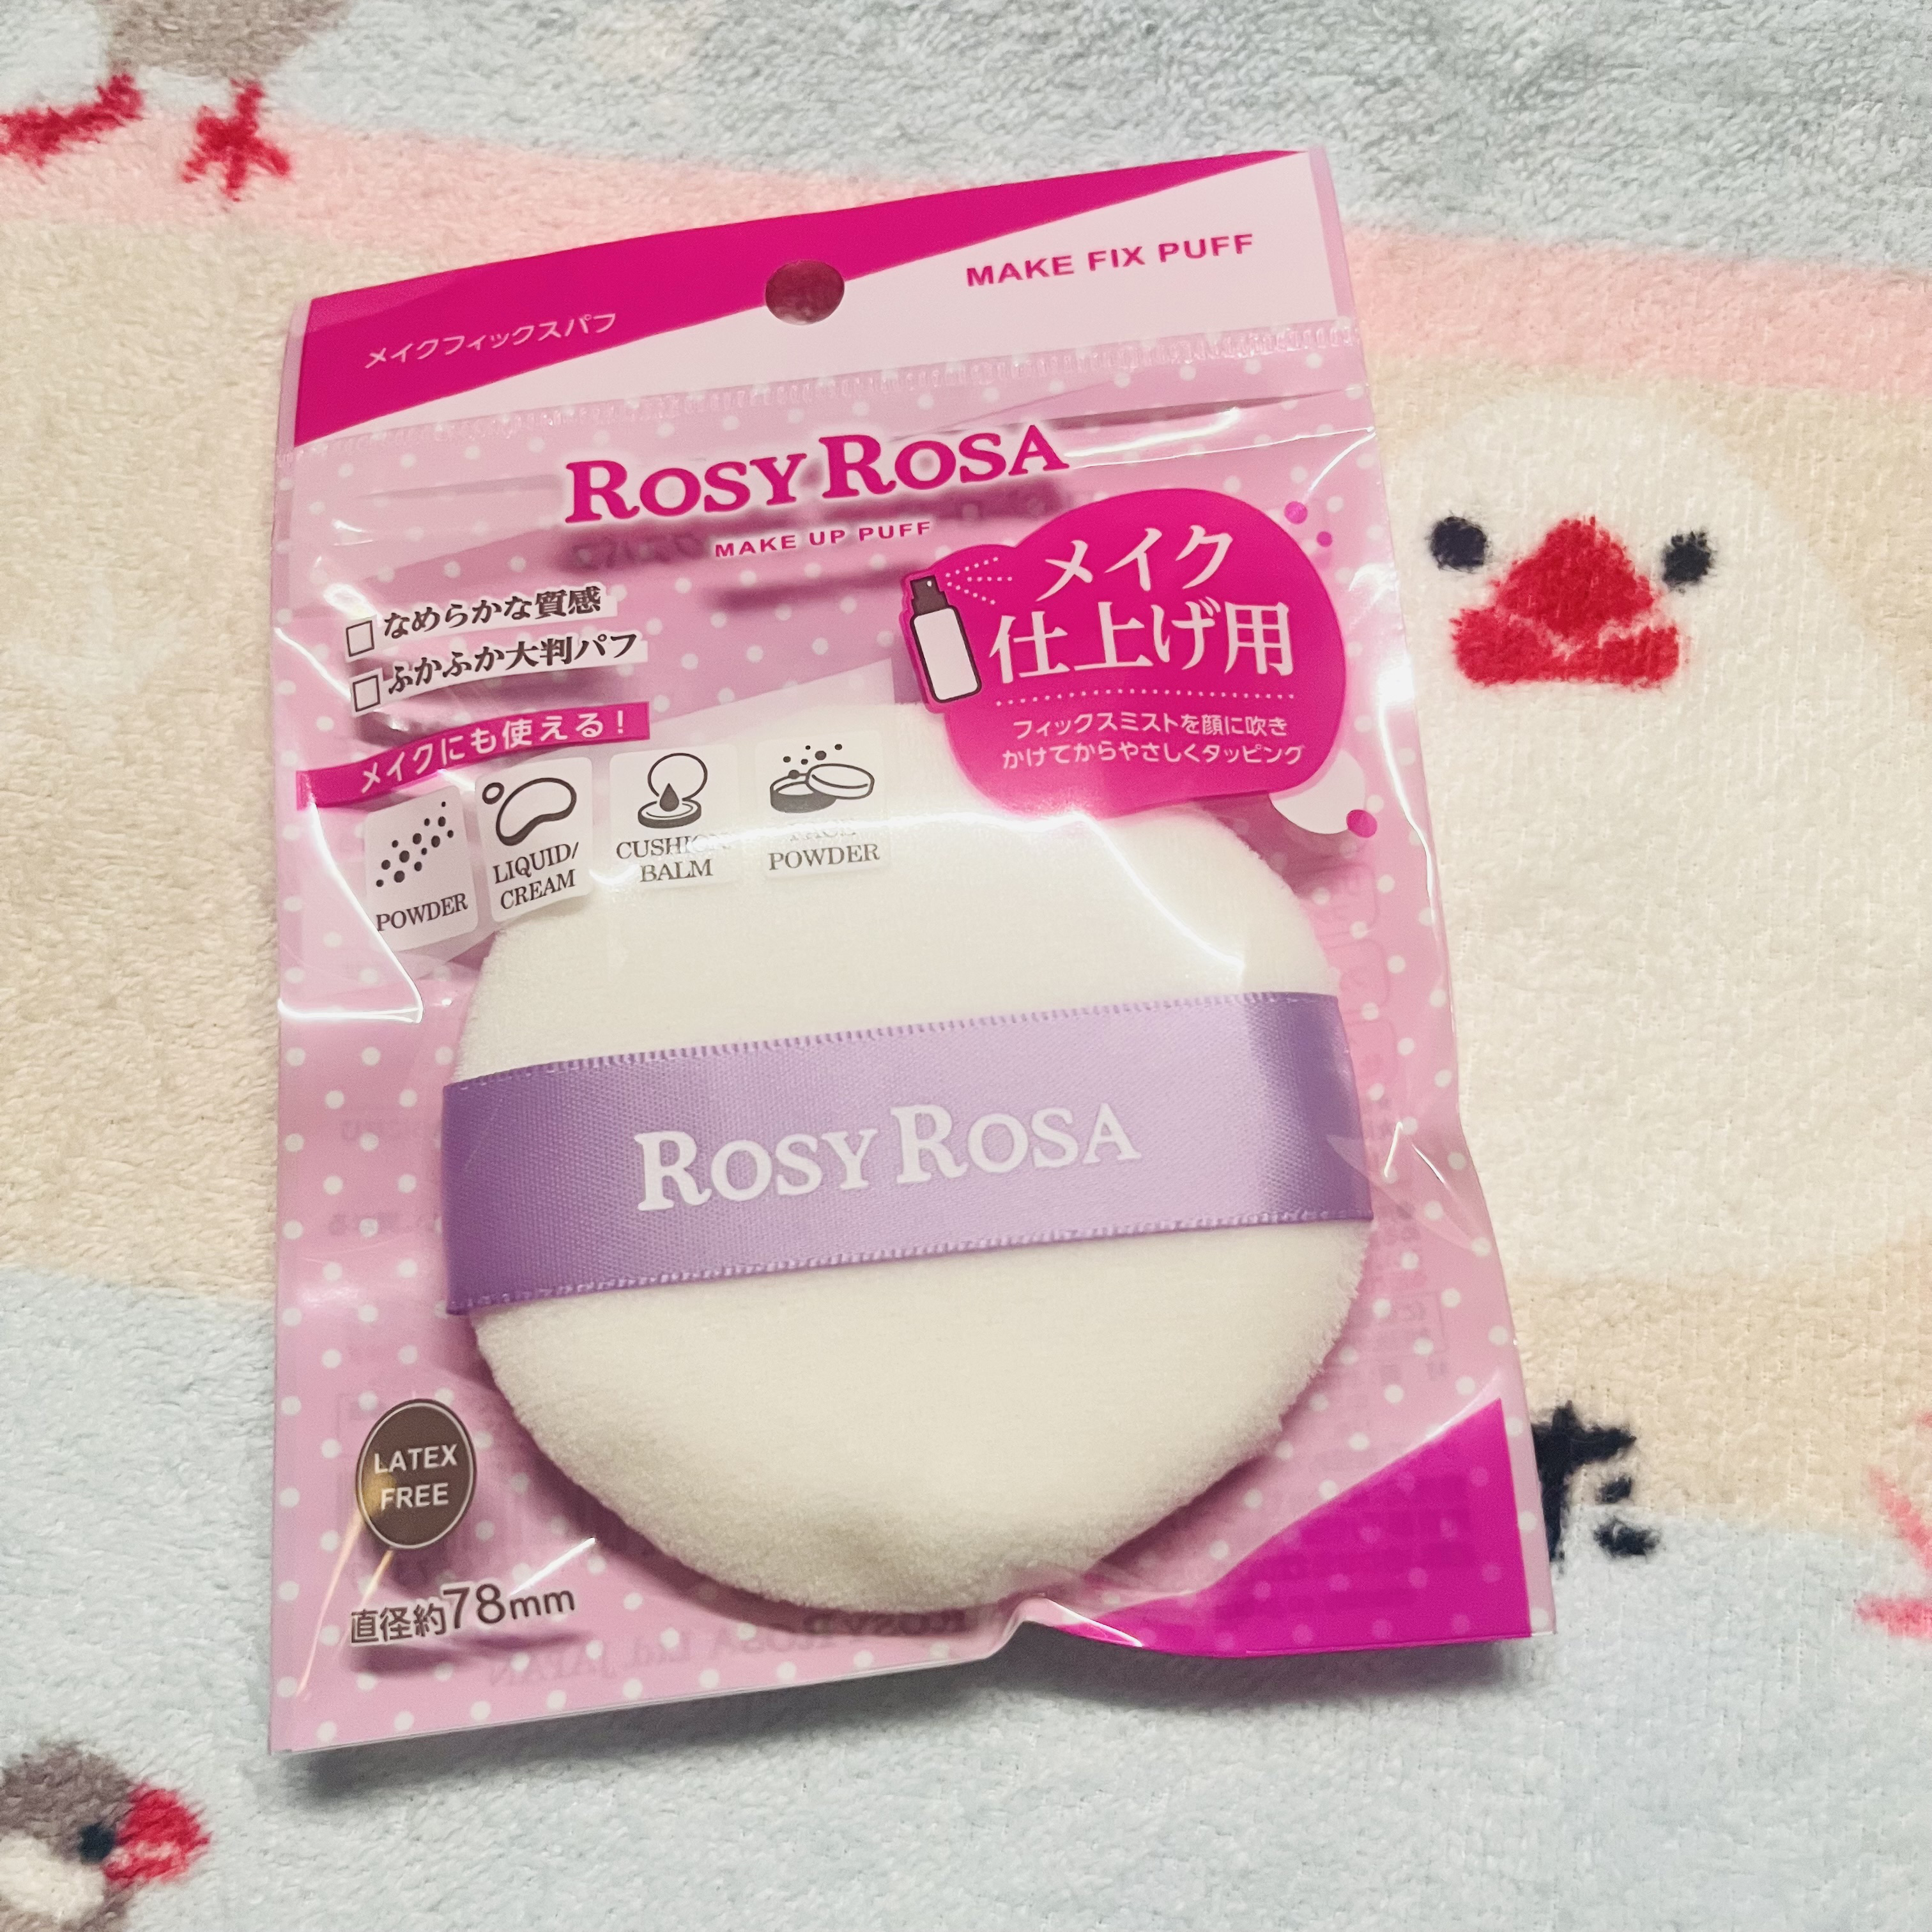 メイクフィックスパフ
MAKE FIX PUFF
ROSY ROSA
MAKE UP PUFF
なめらかな質感
ふかふか大判パフ
メイクにも使える!
メイク
仕上げ用
フィックスミストを顔に吹き
かけてからやさしくタッピング
POWDER
LIQUID/
CREAM
CUSHION
BALM
FACE
POWDER
ROSY ROSA
LATEX
FREE
直径約78mm